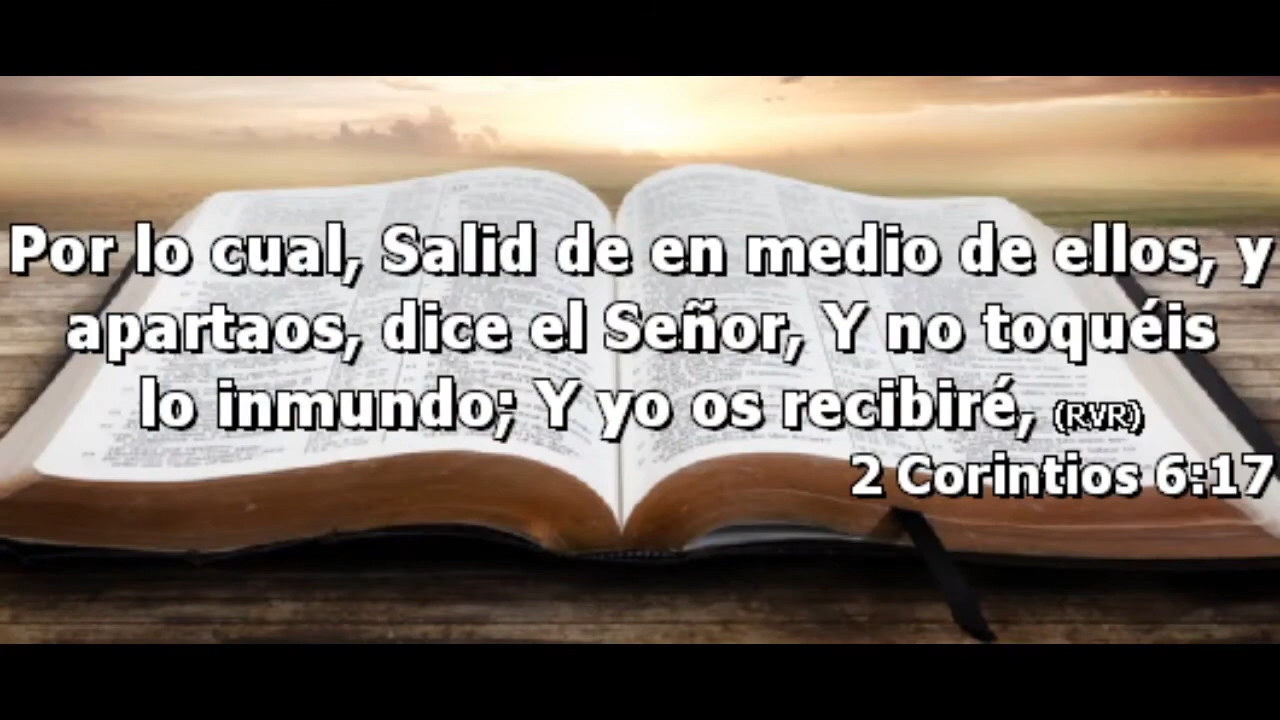 Por lo cual, Salid de en medio de ellos, y
apartaos, dice el Señor, Y no toquéis
lo inmundo; Y yo os recibiré, (RVR)
2 Corintios 6:17